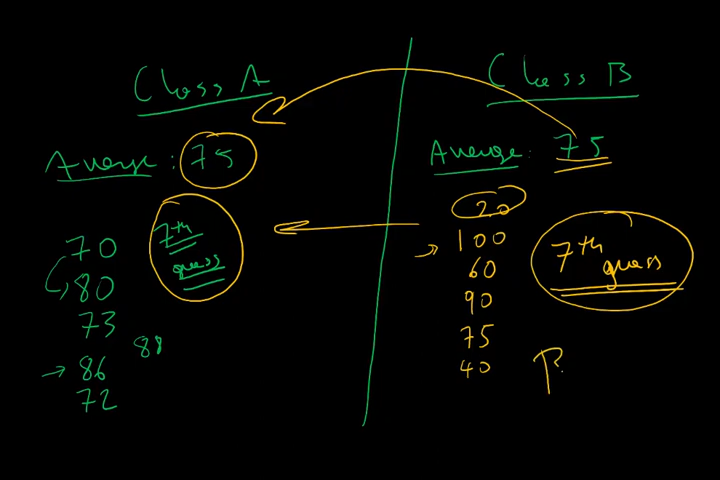 Class A
Average : 75
7th
guess
70
80
73
86
88
72
Class B
Average : 75
20
100
60
90
75
40
7th
guess